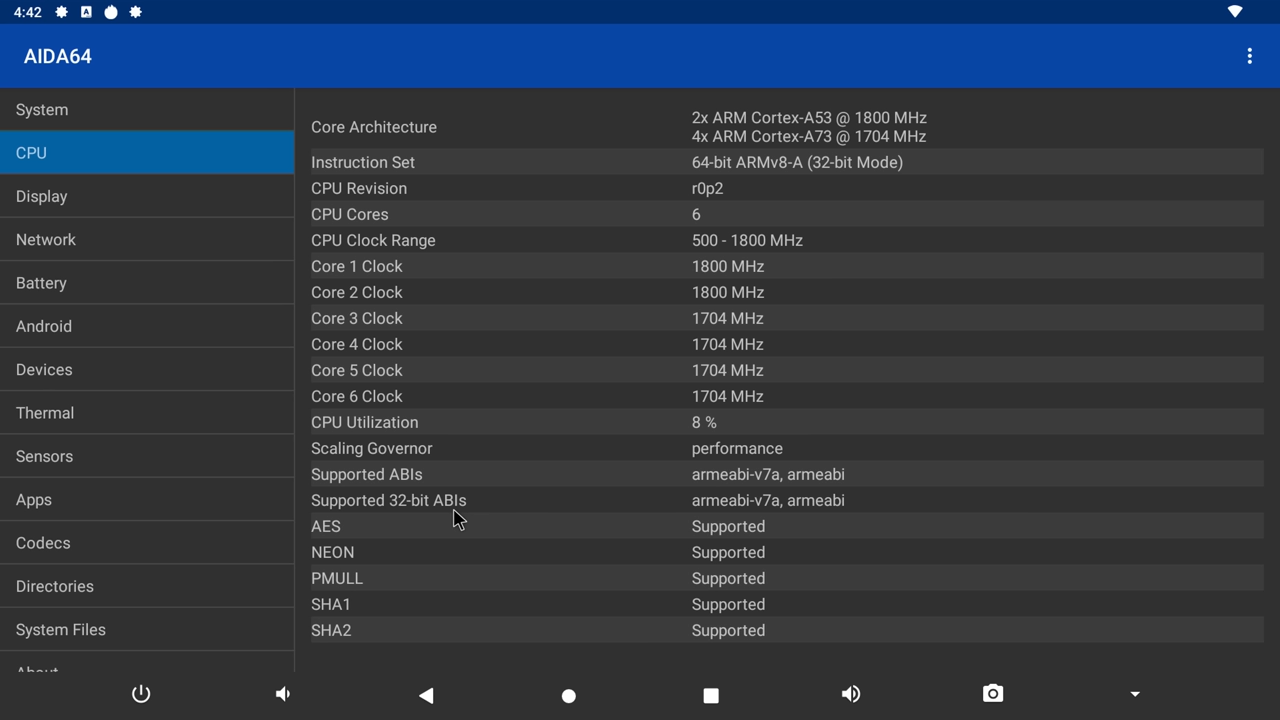 4:42
AIDA64
System
CPU
Display
Network
Battery
Android
Devices
Thermal
Sensors
Apps
Codecs
Directories
System Files
About
Core Architecture 2x ARM Cortex-A53 @ 1800 MHz
4x ARM Cortex-A73 @ 1704 MHz
Instruction Set 64-bit ARMv8-A (32-bit Mode)
CPU Revision r0p2
CPU Cores 6
CPU Clock Range 500 - 1800 MHz
Core 1 Clock 1800 MHz
Core 2 Clock 1800 MHz
Core 3 Clock 1704 MHz
Core 4 Clock 1704 MHz
Core 5 Clock 1704 MHz
Core 6 Clock 1704 MHz
CPU Utilization 8 %
Scaling Governor performance
Supported ABIs armeabi-v7a, armeabi
Supported 32-bit ABIs armeabi-v7a, armeabi
AES Supported
NEON Supported
PMULL Supported
SHA1 Supported
SHA2 Supported